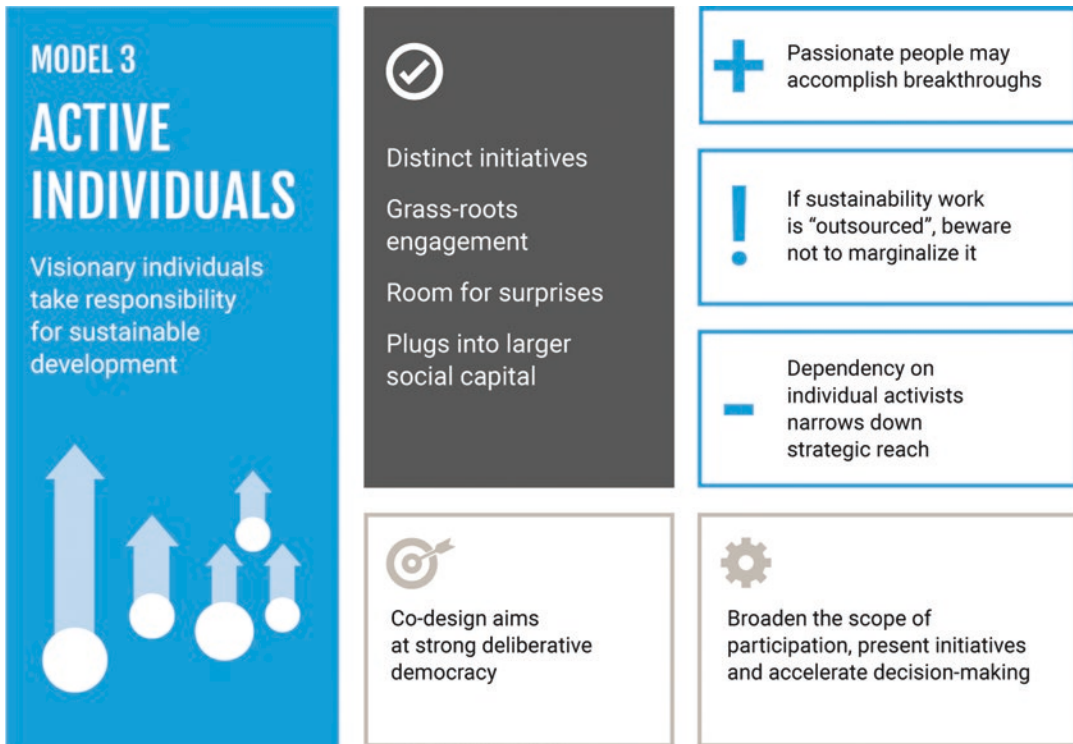 MODEL 3
ACTIVE
INDIVIDUALS
Visionary individuals
take responsibility
for sustainable
development
Distinct initiatives
Grass-roots
engagement
Room for surprises
Plugs into larger
social capital
Passionate people may
accomplish breakthroughs
If sustainability work
is “outsourced”, beware
not to marginalize it
Dependency on
individual activists
narrows down
strategic reach
Co-design aims
at strong deliberative
democracy
Broaden the scope of
participation, present initiatives
and accelerate decision-making